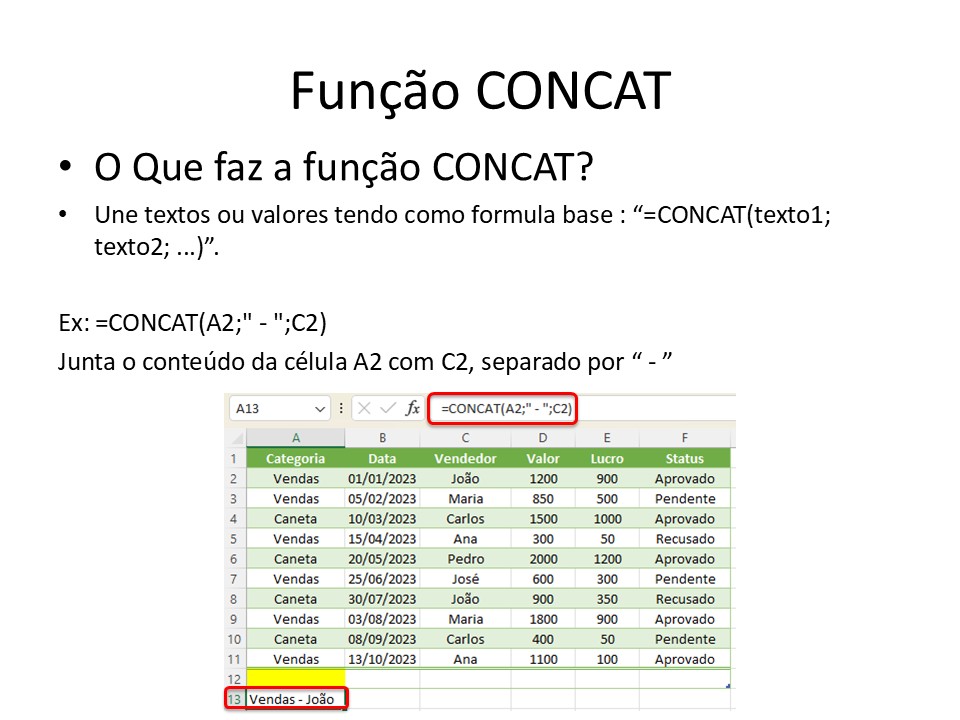 Função CONCAT
• O Que faz a função CONCAT?
• Une textos ou valores tendo como formula base : “=CONCAT(texto1;
texto2; ...)”.
Ex: =CONCAT(A2;" - ";C2)
Junta o conteúdo da célula A2 com C2, separado por “ - ”
A13 fx =CONCAT(A2;" - ";C2)
A B C D E F
1 Categoria Data Vendedor Valor Lucro Status
2 Vendas 01/01/2023 João 1200 900 Aprovado
3 Vendas 05/02/2023 Maria 850 500 Pendente
4 Caneta 10/03/2023 Carlos 1500 1000 Aprovado
5 Vendas 15/04/2023 Ana 300 50 Recusado
6 Caneta 20/05/2023 Pedro 2000 1200 Aprovado
7 Vendas 25/06/2023 José 600 300 Pendente
8 Caneta 30/07/2023 João 900 350 Recusado
9 Vendas 03/08/2023 Maria 1800 900 Aprovado
10 Caneta 08/09/2023 Carlos 400 50 Pendente
11 Vendas 13/10/2023 Ana 1100 100 Aprovado
12
13 Vendas - João